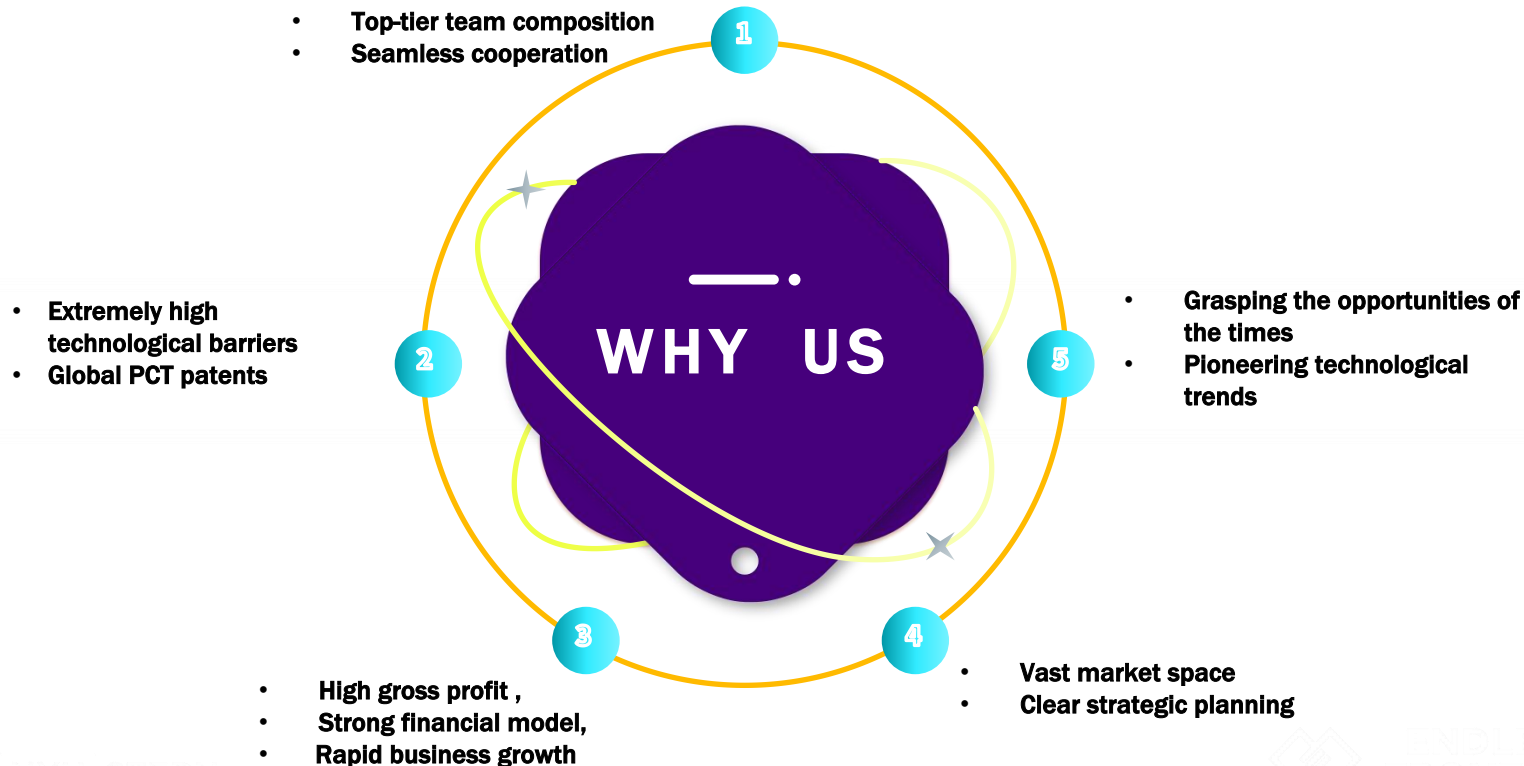 • Top-tier team composition
• Seamless cooperation
1
WHY US
• Extremely high
technological barriers
• Global PCT patents
2
• High gross profit ,
• Strong financial model,
• Rapid business growth
3
4
• Vast market space
• Clear strategic planning
5
• Grasping the opportunities of
the times
• Pioneering technological
trends